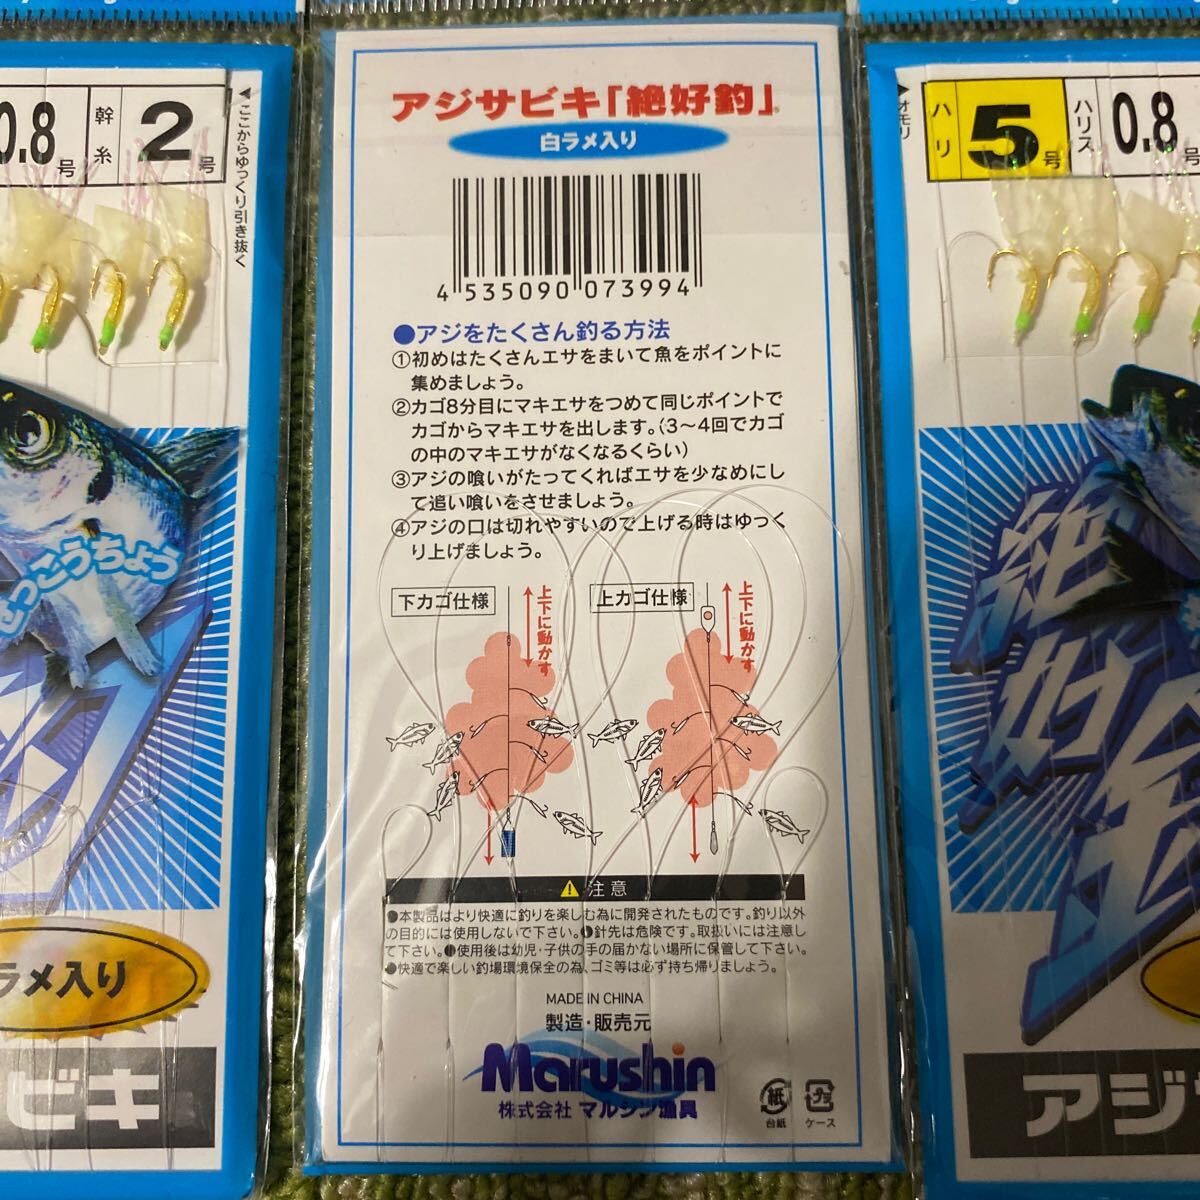 0.8号
幹糸
2号
◀ここからゆっくり引き抜く
ぜっこうちょう
ラメ入り
ビキ
アジサビキ「絶好釣」®
白ラメ入り
4 535090 073994
●アジをたくさん釣る方法
①初めはたくさんエサをまいて魚をポイントに
集めましょう。
②カゴ8分目にマキエサをつめて同じポイントで
カゴからマキエサを出します。(3〜4回でカゴ
の中のマキエサがなくなるくらい)
③アジの喰いがたってくればエサを少なめにし
て追い喰いをさせましょう。
④アジの口は切れやすいので上げる時はゆっく
り上げましょう。
下カゴ仕様
上下に動かす
上カゴ仕様
上下に動かす
⚠注意
●本製品はより快適に釣りを楽しむ為に開発されたものです。釣り以外
の目的には使用しないで下さい。●針先は危険です。取扱いには注意し
て下さい。●使用後は幼児・子供の手の届かない場所に保管して下さい。
●快適で楽しい釣場環境保全の為、ゴミ等は必ず持ち帰りましょう。
MADE IN CHINA
製造・販売元
Marushin
株式会社 マルシン漁具
紙
台紙
プラ
ケース
オモリ
ハリ
5号
ハリス
0.8号
絶好釣
アジ